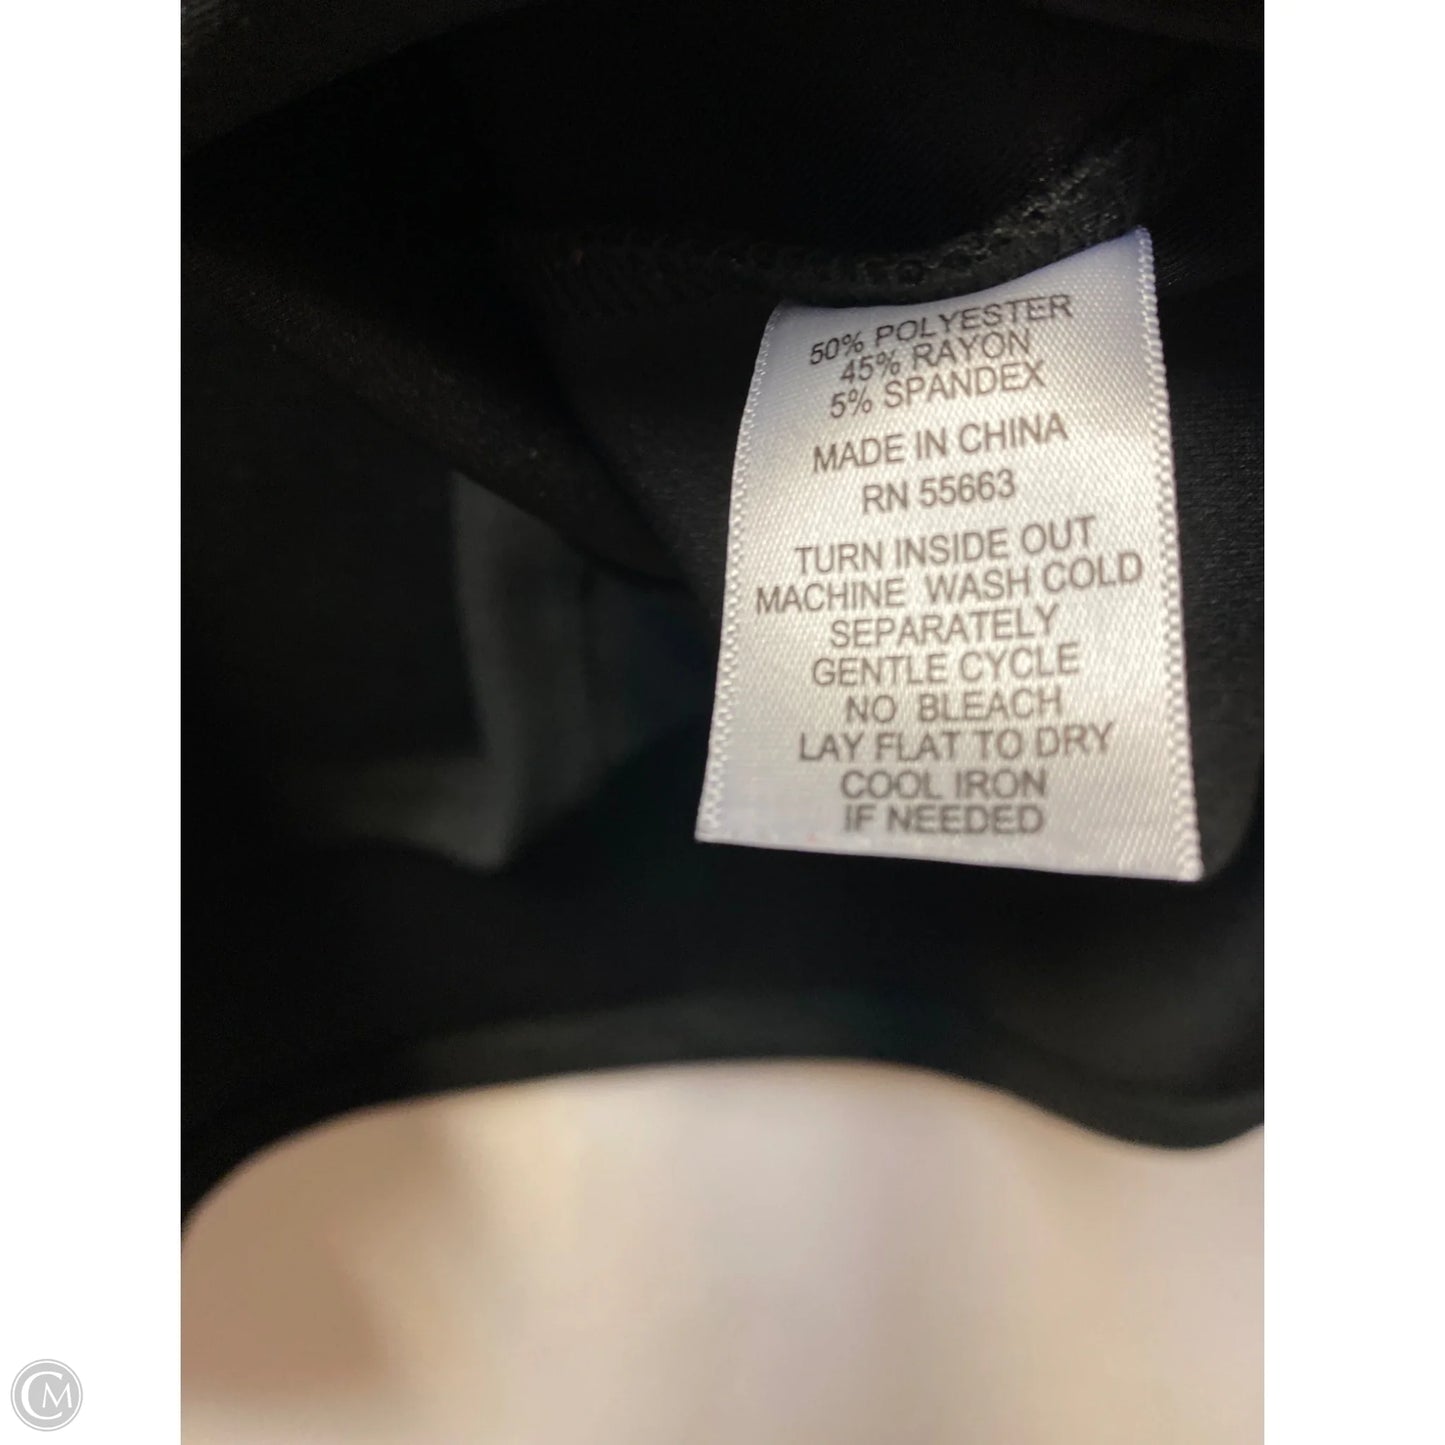 50% POLYESTER
45% RAYON
5% SPANDEX
MADE IN CHINA
RN 55663
TURN INSIDE OUT
MACHINE WASH COLD
SEPARATELY
GENTLE CYCLE
NO BLEACH
LAY FLAT TO DRY
COOL IRON
IF NEEDED
CM